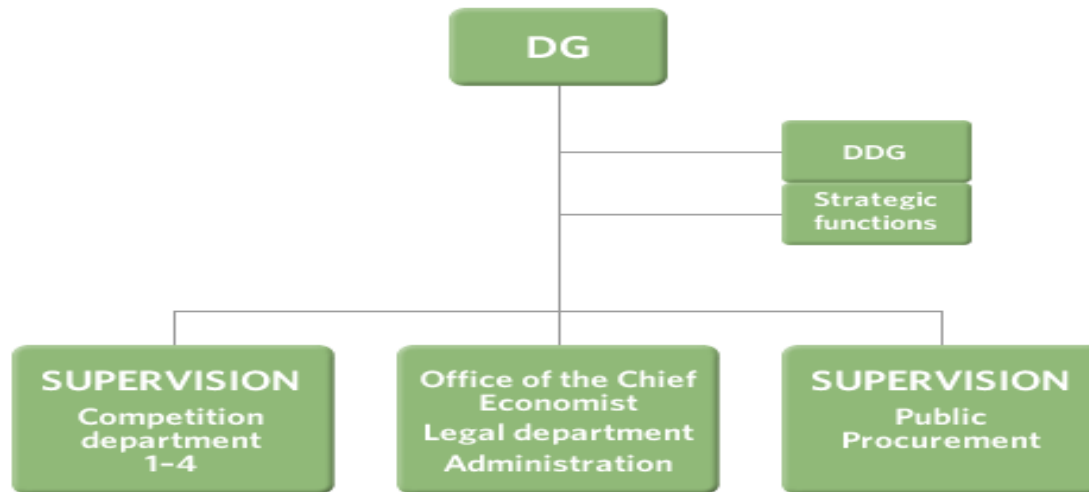 DG
DDG
Strategic
functions
SUPERVISION
Competition
department
1–4
Office of the Chief
Economist
Legal department
Administration
SUPERVISION
Public
Procurement